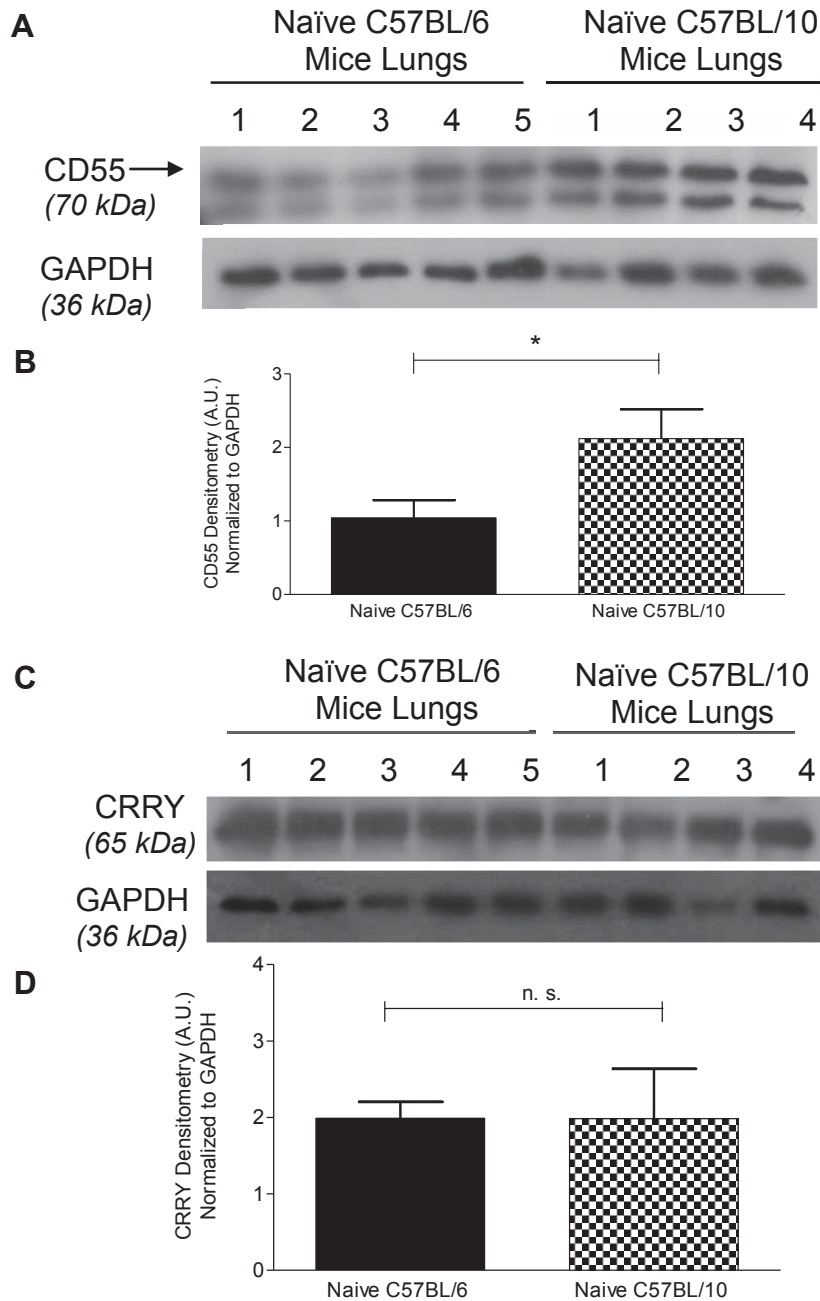 A
Naïve C57BL/6
Mice Lungs
Naïve C57BL/10
Mice Lungs
1 2 3 4 5 1 2 3 4
CD55
(70 kDa)
GAPDH
(36 kDa)
B
*
3
2
1
0
CD55 Densitometry (A.U.)
Normalized to GAPDH
Naive C57BL/6 Naive C57BL/10
C
Naïve C57BL/6
Mice Lungs
Naïve C57BL/10
Mice Lungs
1 2 3 4 5 1 2 3 4
CRRY
(65 kDa)
GAPDH
(36 kDa)
D
n. s.
4
3
2
1
0
CRRY Densitometry (A.U.)
Normalized to GAPDH
Naive C57BL/6 Naive C57BL/10